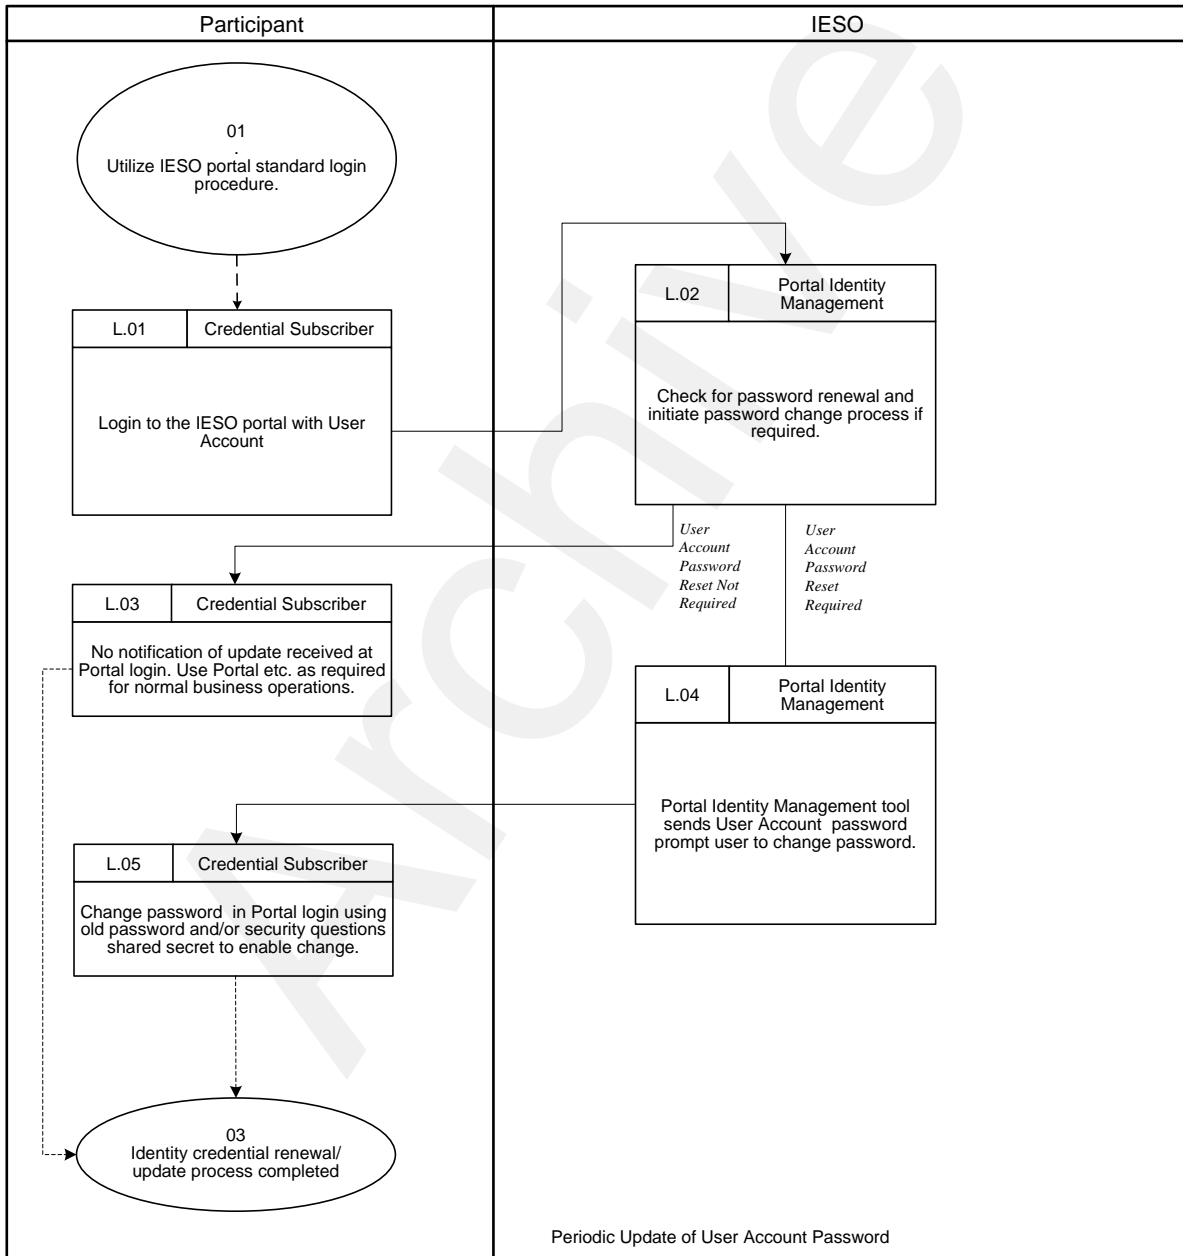 Participant
IESO
01
.
Utilize IESO portal standard login
procedure.
L.01
Credential Subscriber
Login to the IESO portal with User
Account
L.02
Portal Identity
Management
Check for password renewal and
initiate password change process if
required.
User
Account
Password
Reset Not
Required
User
Account
Password
Reset
Required
L.03
Credential Subscriber
No notification of update received at
Portal login. Use Portal etc. as required
for normal business operations.
L.04
Portal Identity
Management
Portal Identity Management tool
sends User Account  password
prompt user to change password.
L.05
Credential Subscriber
Change password  in Portal login using
old password and/or security questions
shared secret to enable change.
03
Identity credential renewal/
update process completed
Periodic Update of User Account Password
Archive